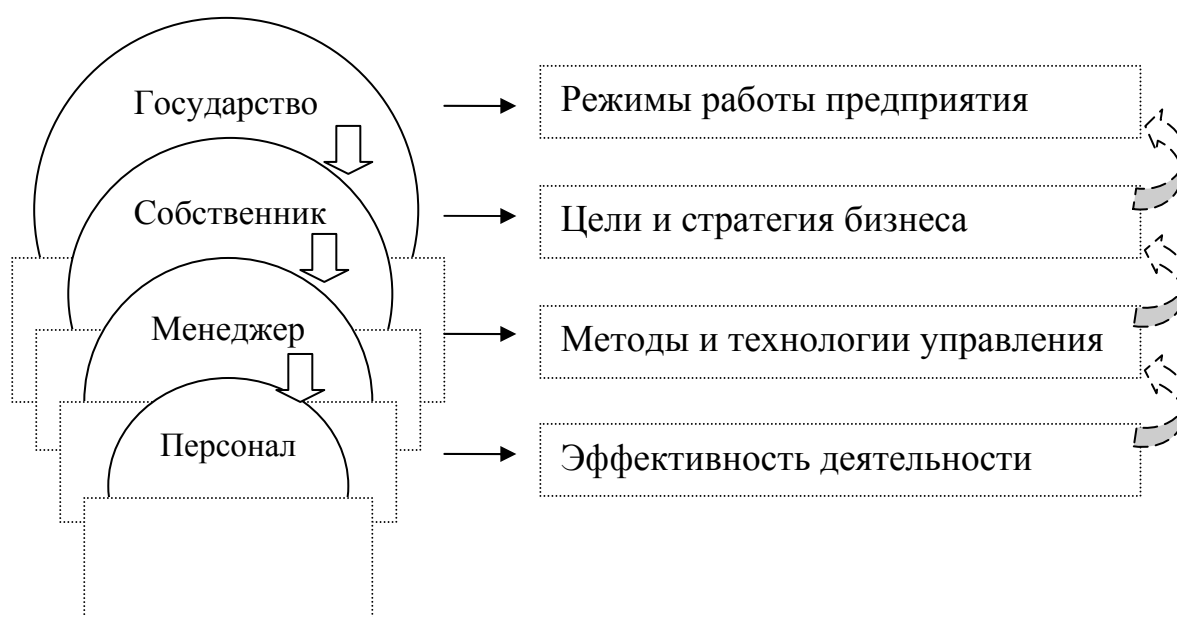 Государство
Режимы работы предприятия
Собственник
Цели и стратегия бизнеса
Менеджер
Методы и технологии управления
Персонал
Эффективность деятельности